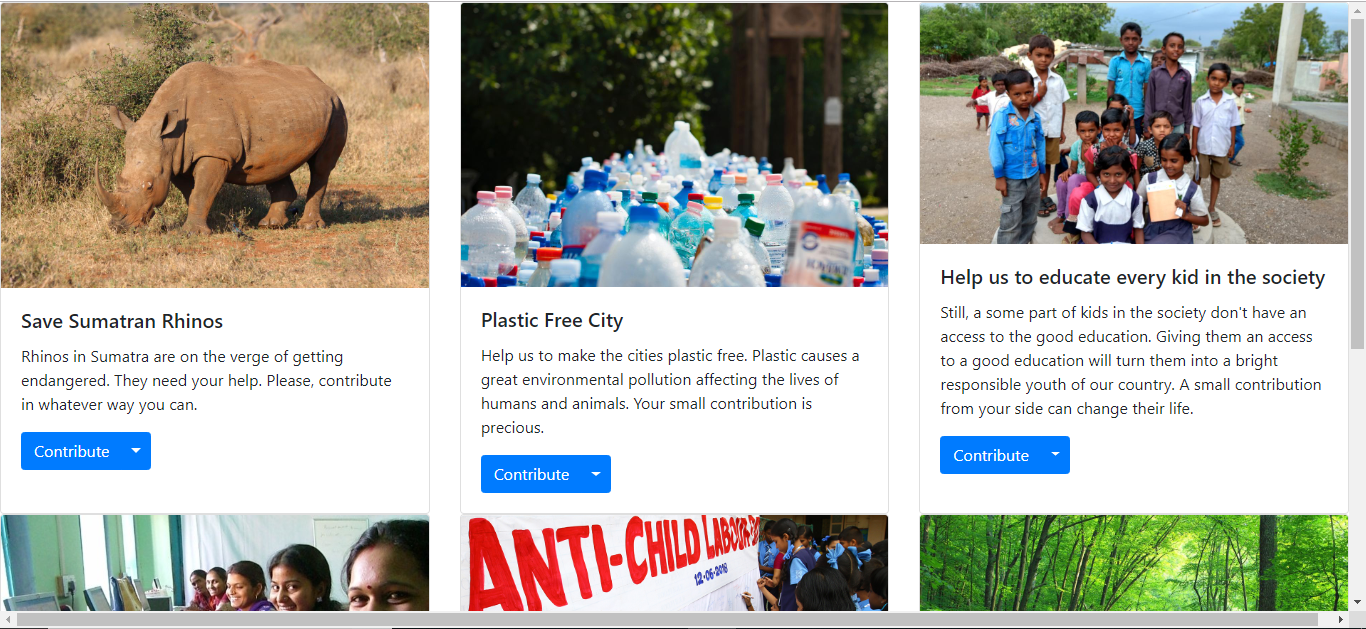 Save Sumatran Rhinos
Rhinos in Sumatra are on the verge of getting
endangered. They need your help. Please, contribute
in whatever way you can.
Contribute
Plastic Free City
Help us to make the cities plastic free. Plastic causes a
great environmental pollution affecting the lives of
humans and animals. Your small contribution is
precious.
Contribute
Help us to educate every kid in the society
Still, a some part of kids in the society don't have an
access to the good education. Giving them an access
to a good education will turn them into a bright
responsible youth of our country. A small contribution
from your side can change their life.
Contribute
ANTI-CHILD LABOUR
12-06-2018